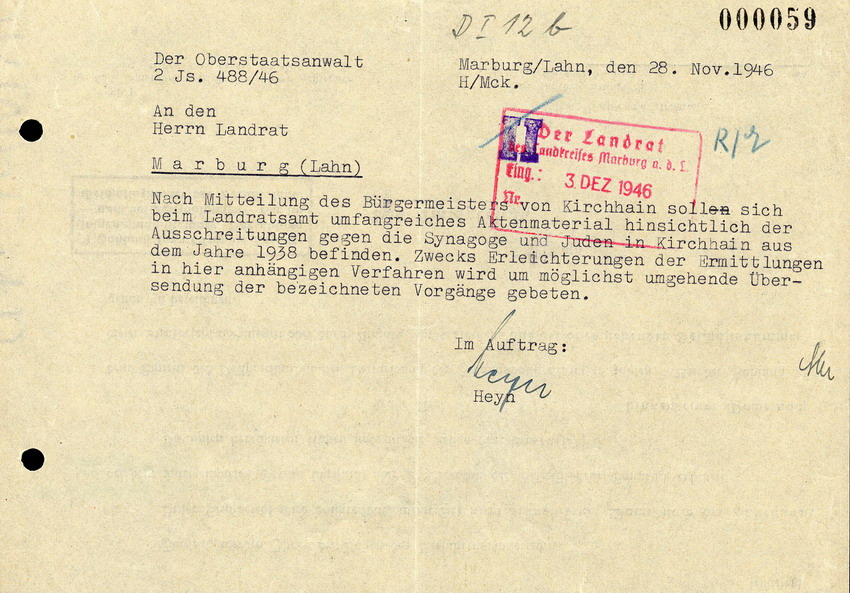 D I 12 b
000059
Der Oberstaatsanwalt
2 Js. 488/46
Marburg/Lahn, den 28. Nov.1946
H/Mck.
An den
Herrn Landrat
Marburg (Lahn)
II
Der Landrat
des Landkreises Marburg a. d. L.
Eing.: 3. DEZ 1946
Nr.
Nach Mitteilung des Bürgermeisters von Kirchhain sollen sich
beim Landratsamt umfangreiches Aktenmaterial hinsichtlich der
Ausschreitungen gegen die Synagoge und Juden in Kirchhain aus
dem Jahre 1938 befinden. Zwecks Erleichterungen der Ermittlungen
in hier anhängigen Verfahren wird um möglichst umgehende Über-
sendung der bezeichneten Vorgänge gebeten.
Im Auftrag:
Heyn
Heyn